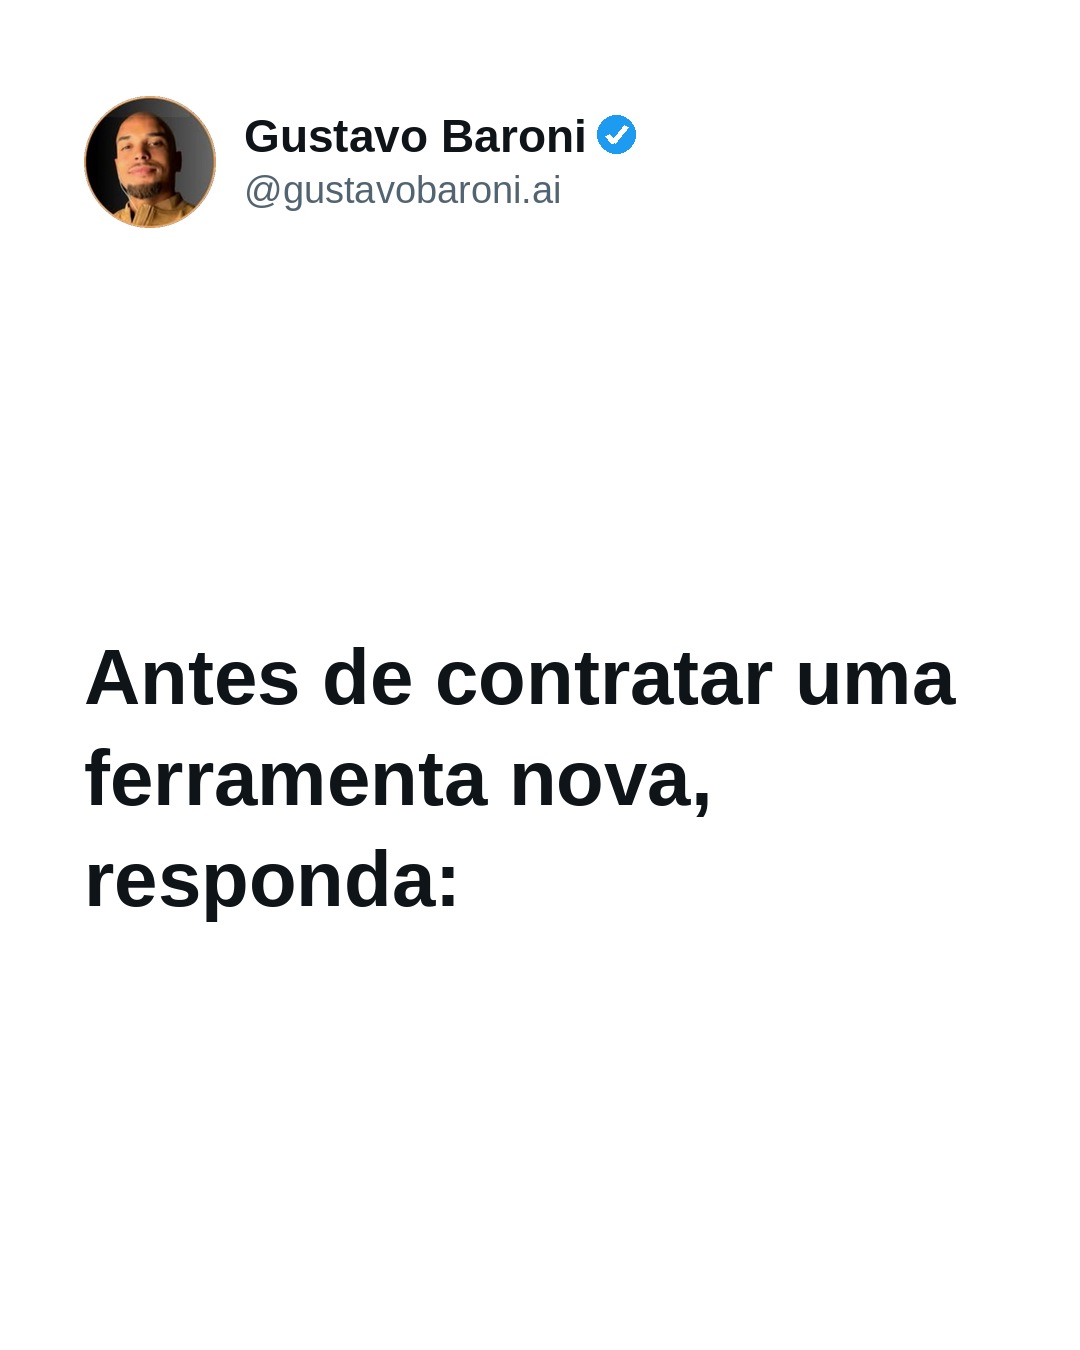 Gustavo Baroni
@gustavobaroni.ai
Antes de contratar uma
ferramenta nova,
responda: